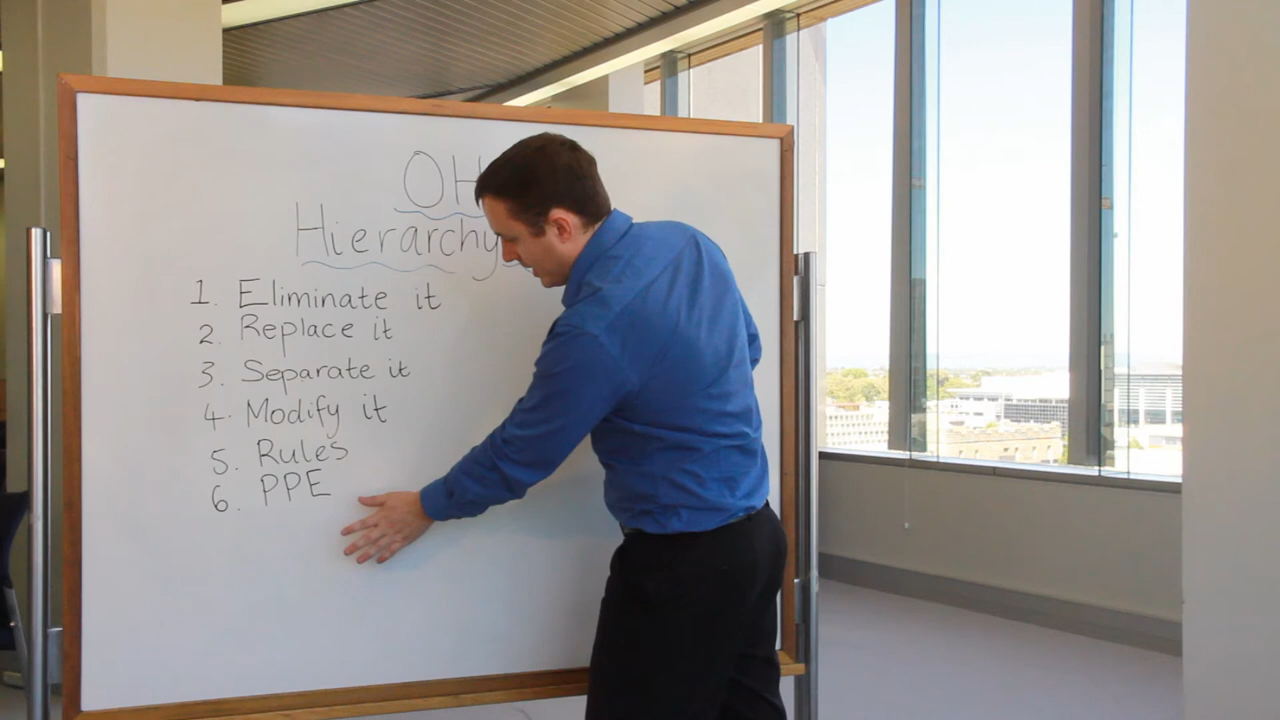 OH
Hierarchy
1. Eliminate it
2. Replace it
3. Separate it
4. Modify it
5. Rules
6. PPE